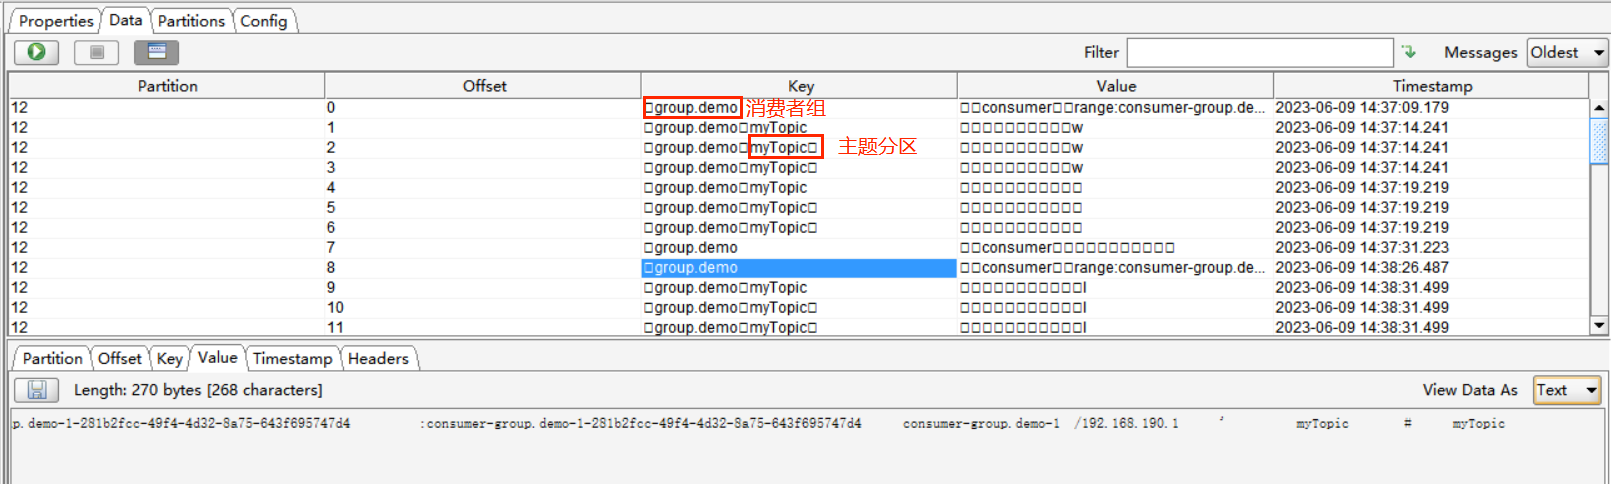 Properties Data Partitions Config
Filter Messages Oldest
Partition Offset Key Value Timestamp
12 0 □group.demo 消费者组 □□consumer□□range:consumer-group.de... 2023-06-09 14:37:09.179
12 1 □group.demo□myTopic □□□□□□□□□□w 2023-06-09 14:37:14.241
12 2 □group.demo□myTopic□ 主题分区 □□□□□□□□□□w 2023-06-09 14:37:14.241
12 3 □group.demo□myTopic□ □□□□□□□□□□w 2023-06-09 14:37:14.241
12 4 □group.demo□myTopic □□□□□□□□□□□ 2023-06-09 14:37:19.219
12 5 □group.demo□myTopic□ □□□□□□□□□□□ 2023-06-09 14:37:19.219
12 6 □group.demo□myTopic□ □□□□□□□□□□□ 2023-06-09 14:37:19.219
12 7 □group.demo □□consumer□□□□□□□□□□□ 2023-06-09 14:37:31.223
12 8 □group.demo □□consumer□□range:consumer-group.de... 2023-06-09 14:38:26.487
12 9 □group.demo□myTopic □□□□□□□□□□□l 2023-06-09 14:38:31.499
12 10 □group.demo□myTopic□ □□□□□□□□□□□l 2023-06-09 14:38:31.499
12 11 □group.demo□myTopic□ □□□□□□□□□□□l 2023-06-09 14:38:31.499
Partition Offset Key Value Timestamp Headers
Length: 270 bytes [268 characters] View Data As Text
p.demo-1-281b2fcc-49f4-4d32-8a75-643f695747d4 :consumer-group.demo-1-281b2fcc-49f4-4d32-8a75-643f695747d4 consumer-group.demo-1 /192.168.190.1 ' myTopic # myTopic